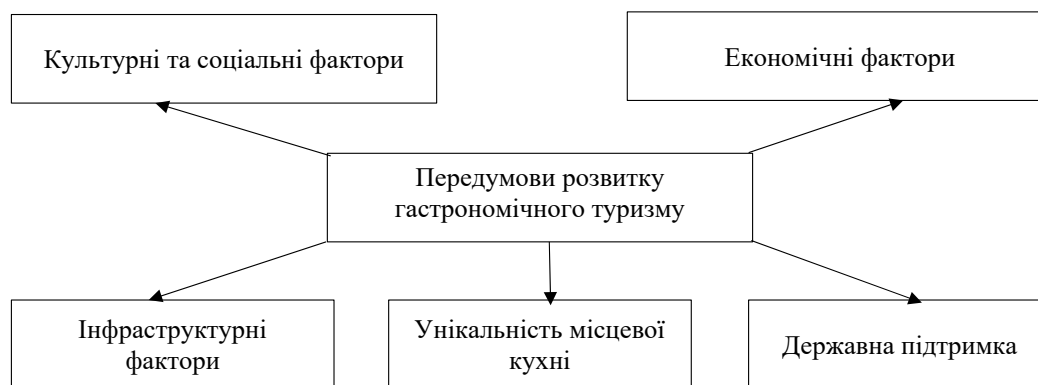 Культурні та соціальні фактори
Економічні фактори
Передумови розвитку
гастрономічного туризму
Інфраструктурні
фактори
Унікальність місцевої
кухні
Державна підтримка